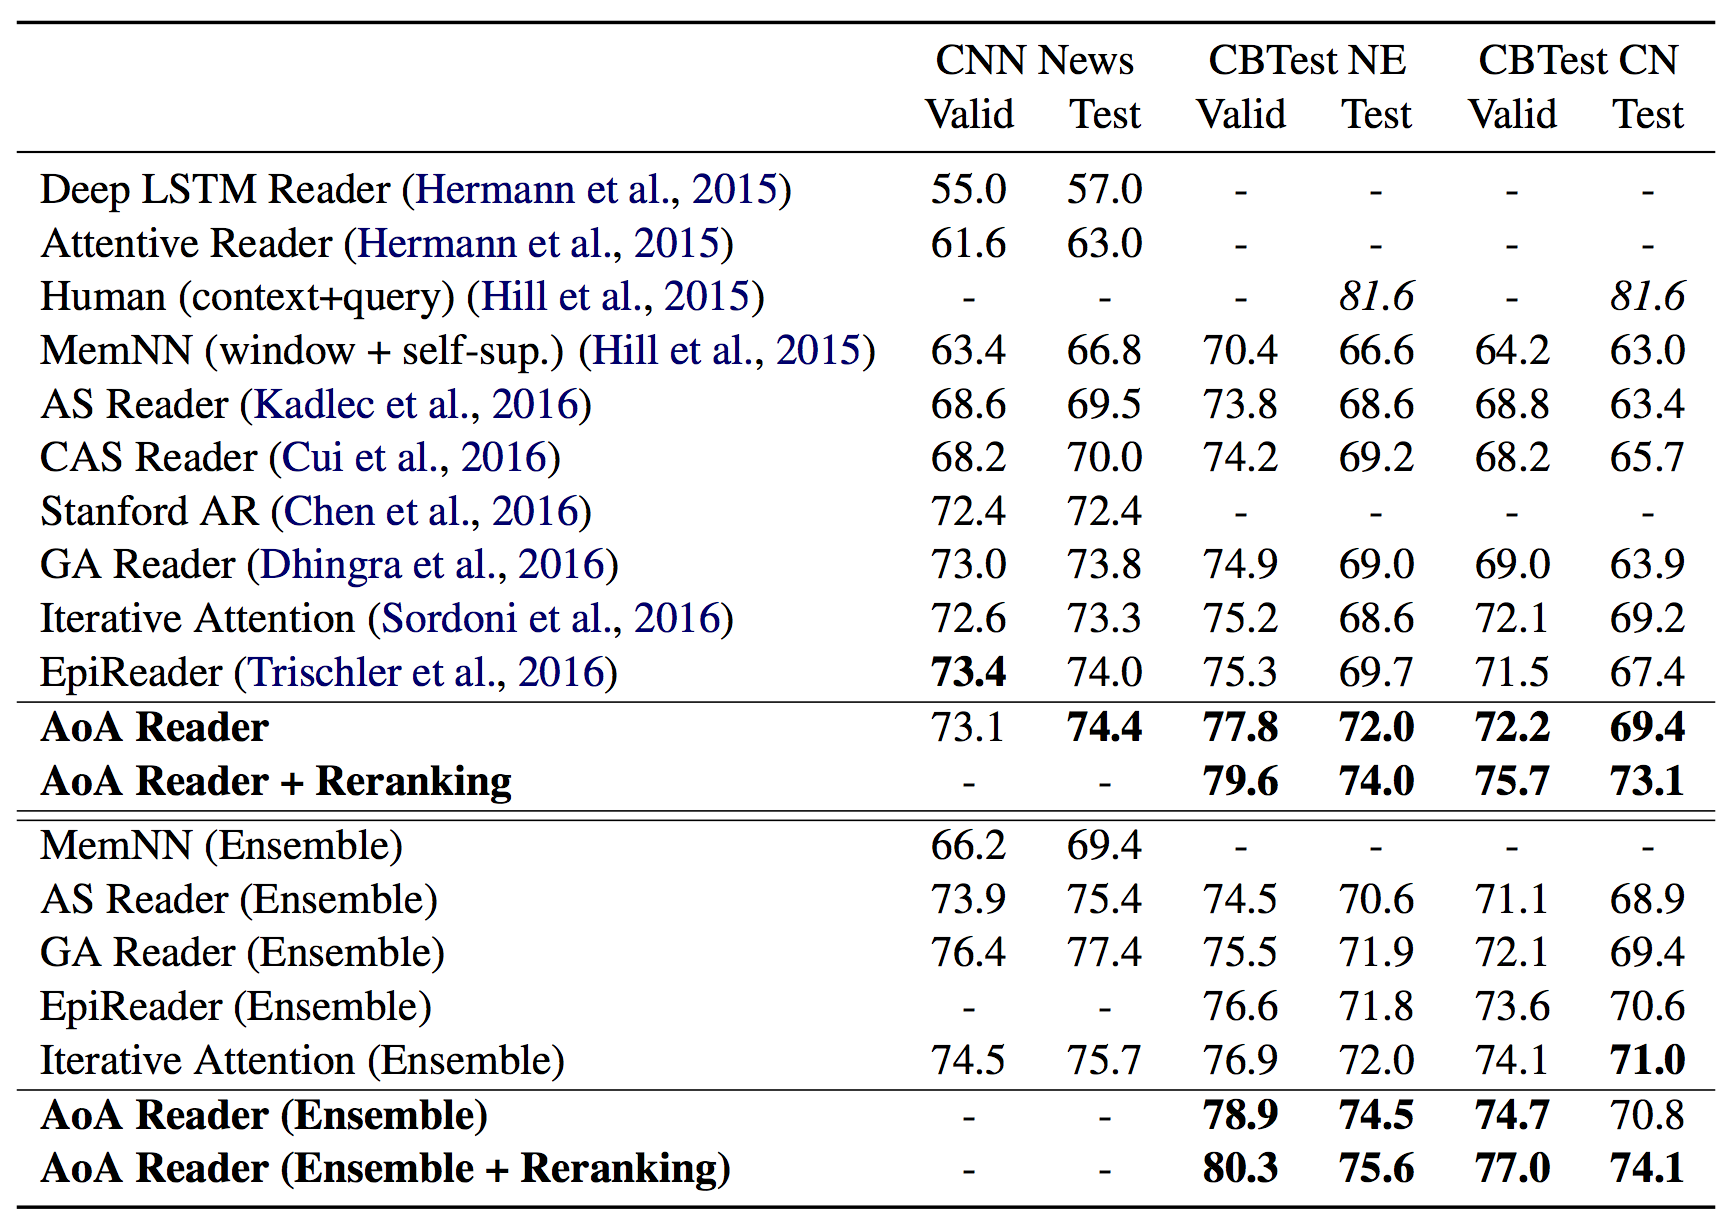 CNN News CBTest NE CBTest CN
Valid Test Valid Test Valid Test
Deep LSTM Reader (Hermann et al., 2015) 55.0 57.0 - - - -
Attentive Reader (Hermann et al., 2015) 61.6 63.0 - - - -
Human (context+query) (Hill et al., 2015) - - - 81.6 - 81.6
MemNN (window + self-sup.) (Hill et al., 2015) 63.4 66.8 70.4 66.6 64.2 63.0
AS Reader (Kadlec et al., 2016) 68.6 69.5 73.8 68.6 68.8 63.4
CAS Reader (Cui et al., 2016) 68.2 70.0 74.2 69.2 68.2 65.7
Stanford AR (Chen et al., 2016) 72.4 72.4 - - - -
GA Reader (Dhingra et al., 2016) 73.0 73.8 74.9 69.0 69.0 63.9
Iterative Attention (Sordoni et al., 2016) 72.6 73.3 75.2 68.6 72.1 69.2
EpiReader (Trischler et al., 2016) 73.4 74.0 75.3 69.7 71.5 67.4
AoA Reader 73.1 74.4 77.8 72.0 72.2 69.4
AoA Reader + Reranking - - 79.6 74.0 75.7 73.1
MemNN (Ensemble) 66.2 69.4 - - - -
AS Reader (Ensemble) 73.9 75.4 74.5 70.6 71.1 68.9
GA Reader (Ensemble) 76.4 77.4 75.5 71.9 72.1 69.4
EpiReader (Ensemble) - - 76.6 71.8 73.6 70.6
Iterative Attention (Ensemble) 74.5 75.7 76.9 72.0 74.1 71.0
AoA Reader (Ensemble) - - 78.9 74.5 74.7 70.8
AoA Reader (Ensemble + Reranking) - - 80.3 75.6 77.0 74.1